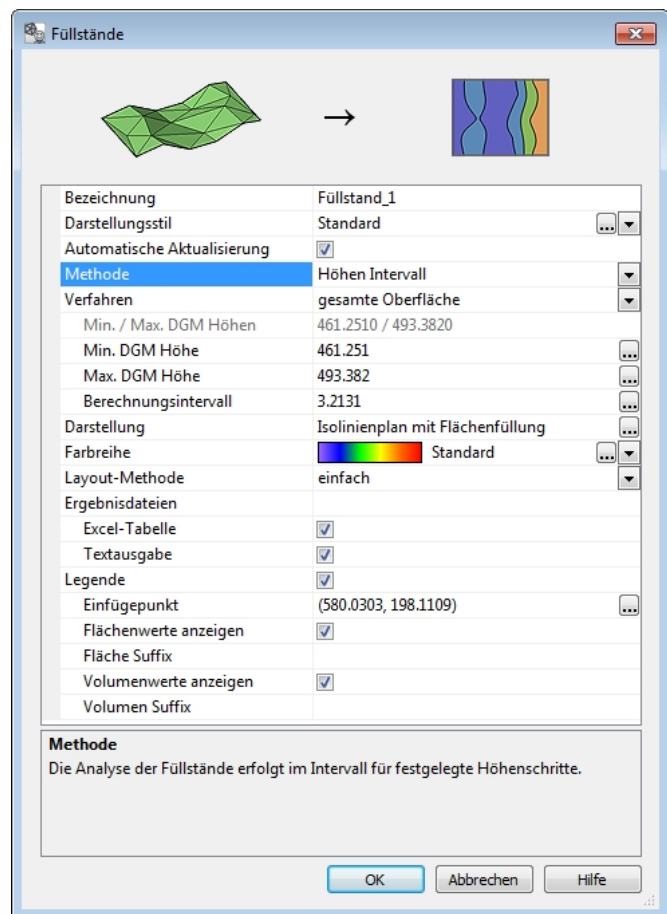 Füllstände
Bezeichnung Füllstand_1
Darstellungsstil Standard ...
Automatische Aktualisierung
Methode Höhen Intervall
Verfahren gesamte Oberfläche
Min. / Max. DGM Höhen 461.2510 / 493.3820
Min. DGM Höhe 461.251 ...
Max. DGM Höhe 493.382 ...
Berechnungsintervall 3.2131 ...
Darstellung Isolinienplan mit Flächenfüllung ...
Farbreihe Standard ...
Layout-Methode einfach
Ergebnisdateien
Excel-Tabelle
Textausgabe
Legende
Einfügepunkt (580.0303, 198.1109) ...
Flächenwerte anzeigen
Fläche Suffix
Volumenwerte anzeigen
Volumen Suffix
Methode
Die Analyse der Füllstände erfolgt im Intervall für festgelegte Höhenschritte.
OK Abbrechen Hilfe